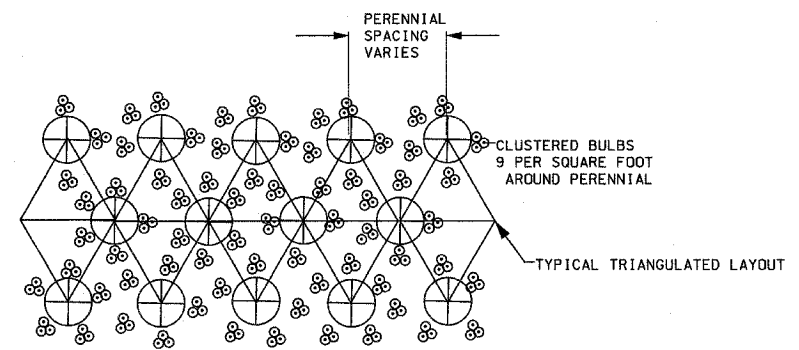 PERENNIAL
SPACING
VARIES
CLUSTERED BULBS
9 PER SQUARE FOOT
AROUND PERENNIAL
TYPICAL TRIANGULATED LAYOUT